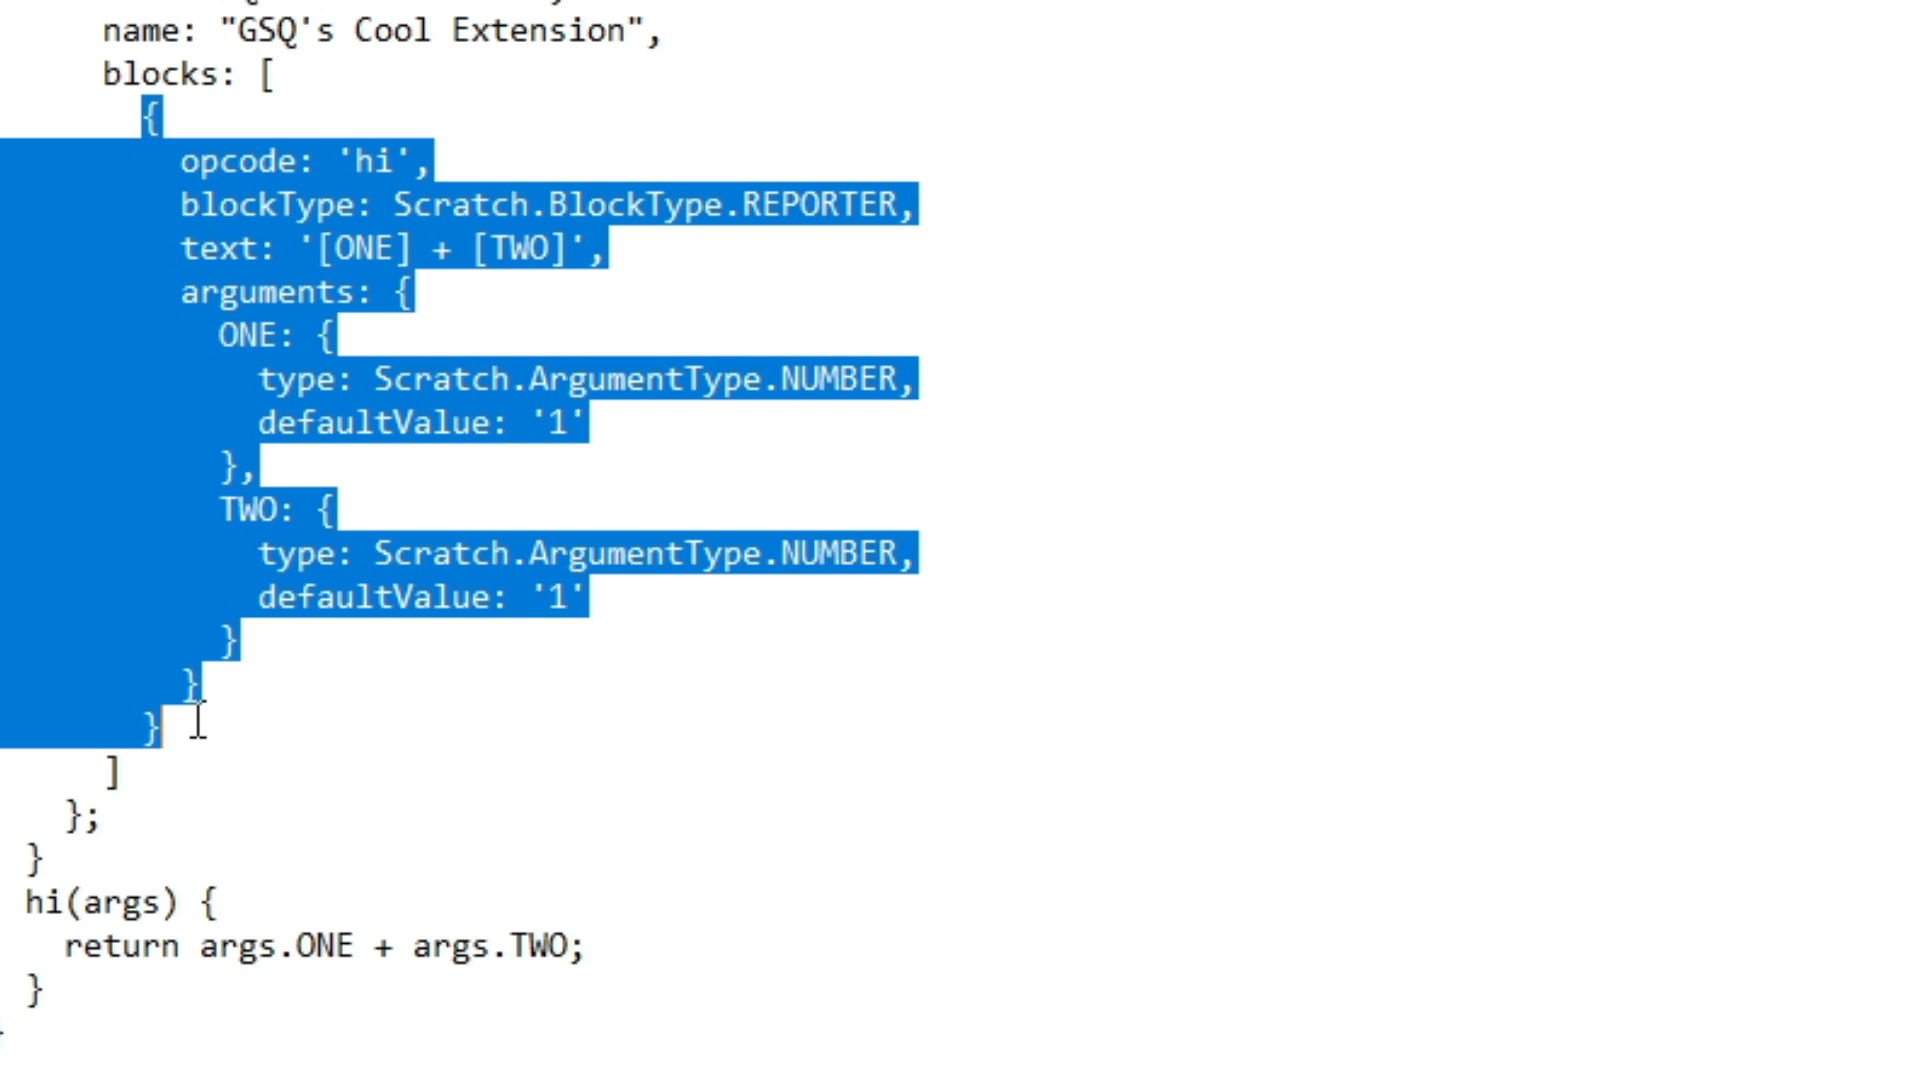 name: "GSQ's Cool Extension",
blocks: [
{
opcode: 'hi',
blockType: Scratch.BlockType.REPORTER,
text: '[ONE] + [TWO]',
arguments: {
ONE: {
type: Scratch.ArgumentType.NUMBER,
defaultValue: '1'
},
TWO: {
type: Scratch.ArgumentType.NUMBER,
defaultValue: '1'
}
}
}
]
};
}
hi(args) {
return args.ONE + args.TWO;
}